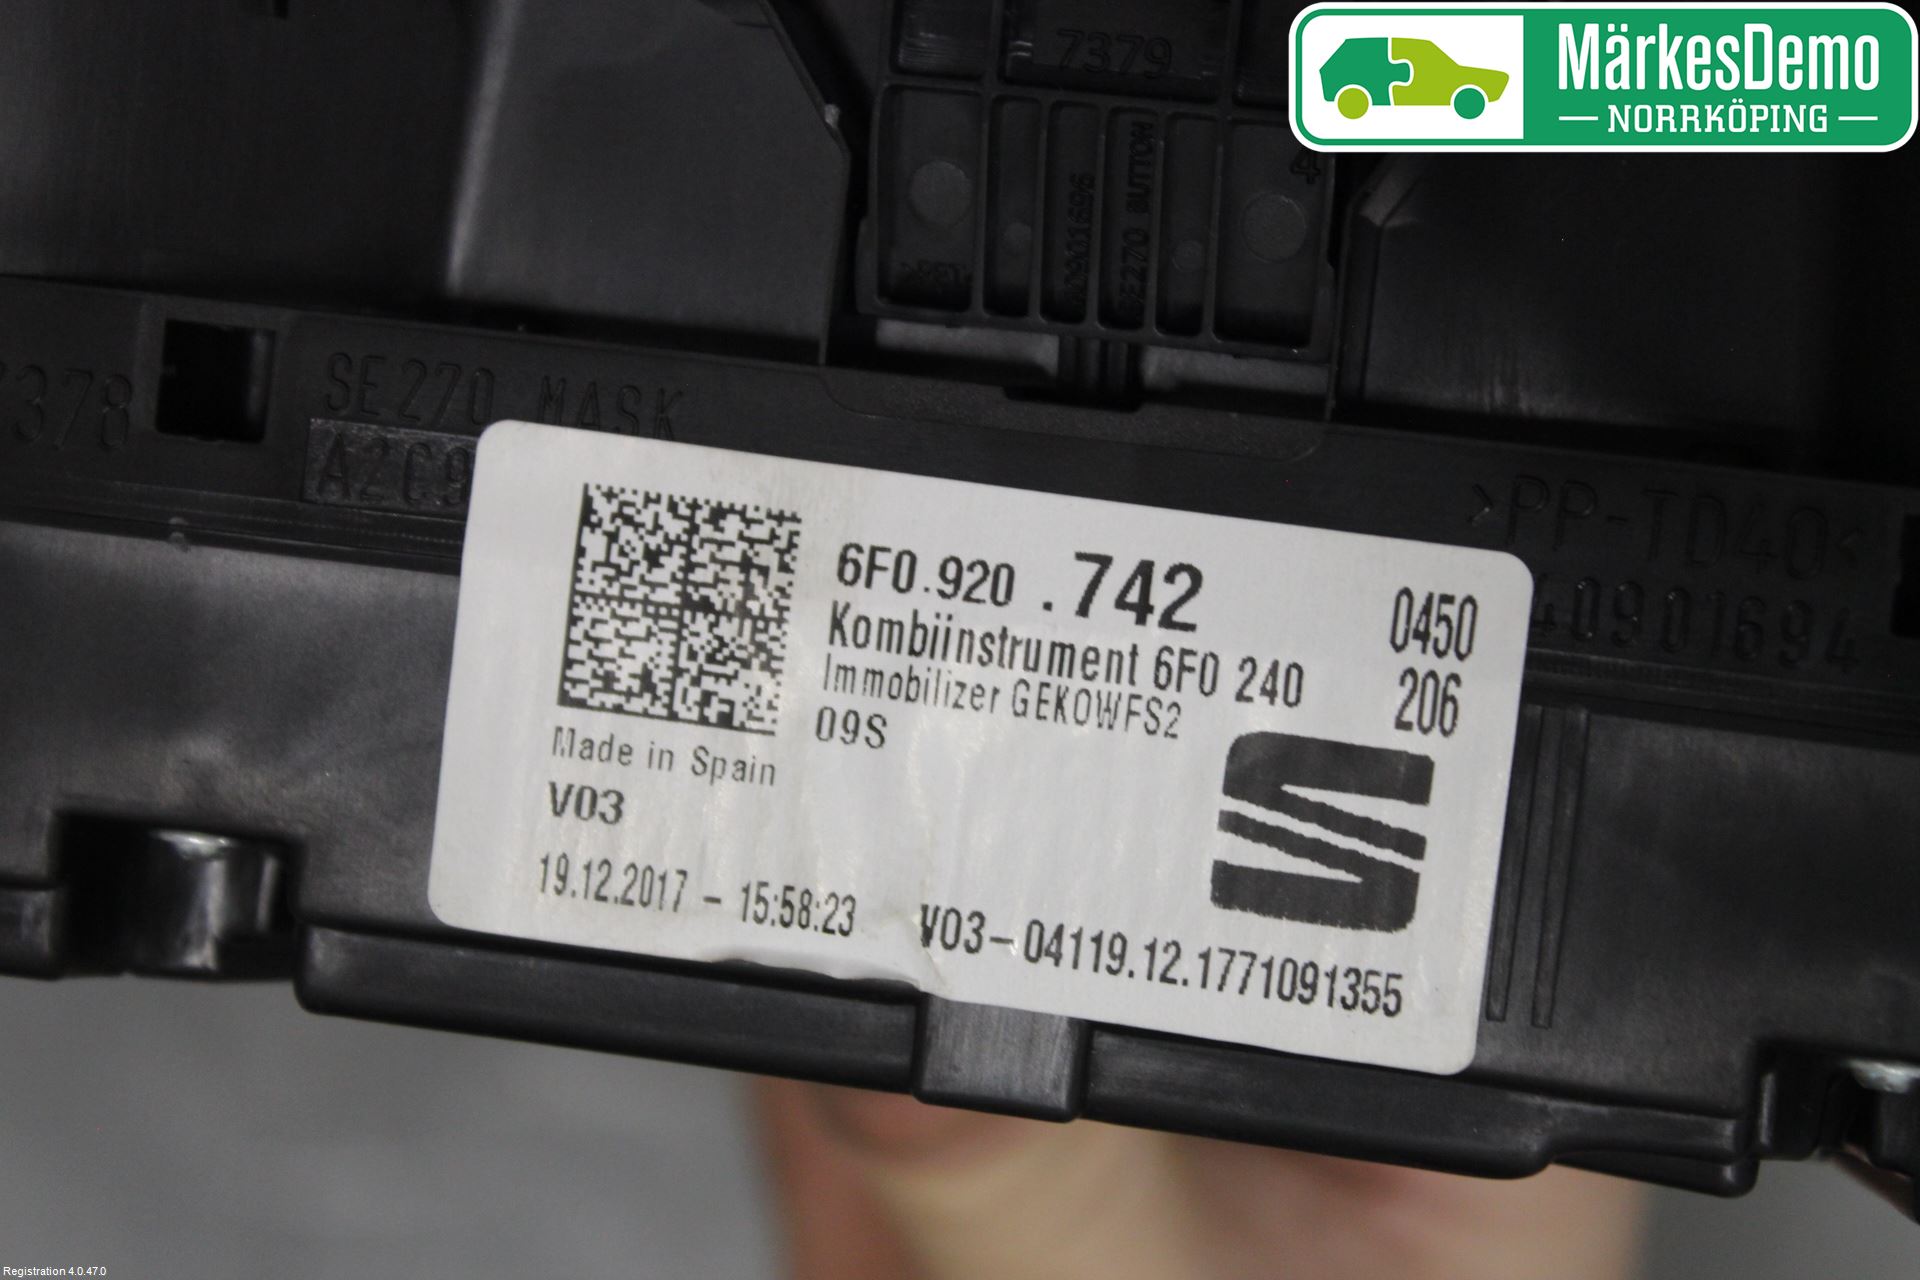 MärkesDemo
NORRKÖPING
7379
4
40901696
SE270 BUTTON
>PET<
7378
SE270 MASK
A2C9
>PP-TD40<
40901694
6F0.920 .742
0450
Kombiinstrument 6F0 240
206
Immobilizer GEKOWFS2
09S
Made in Spain
V03
19.12.2017 - 15:58:23
V03-04119.12.1771091355
Registration 4.0.47.0